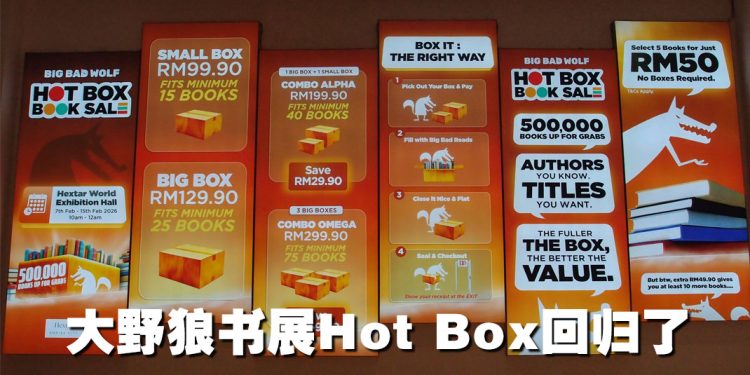 BIG BAD WOLF
HOT BOX
BOOK SALE
Hextar World
Exhibition Hall
7th Feb - 15th Feb 2026
10am - 12am
500,000
BOOKS UP FOR GRABS
SMALL BOX
RM99.90
FITS MINIMUM
15 BOOKS
BIG BOX
RM129.90
FITS MINIMUM
25 BOOKS
1 BIG BOX + 1 SMALL BOX
COMBO ALPHA
RM199.90
FITS MINIMUM
40 BOOKS
Save
RM29.90
3 BIG BOXES
COMBO OMEGA
RM299.90
FITS MINIMUM
75 BOOKS
BOX IT :
THE RIGHT WAY
1
Pick Out Your Box & Pay
2
Fill with Big Bad Reads
3
Close It Nice & Flat
4
Seal & Checkout
Show your receipt at the EXIT
BIG BAD WOLF
HOT BOX
BOOK SALE
500,000
BOOKS UP FOR GRABS
AUTHORS
YOU KNOW.
TITLES
YOU WANT.
THE FULLER
THE BOX,
THE BETTER THE
VALUE.
Select 5 Books for Just
RM50
No Boxes Required.
T&Cs Apply.
But btw, extra RM49.90 gives
you at least 10 more books....
大野狼书展Hot Box回归了